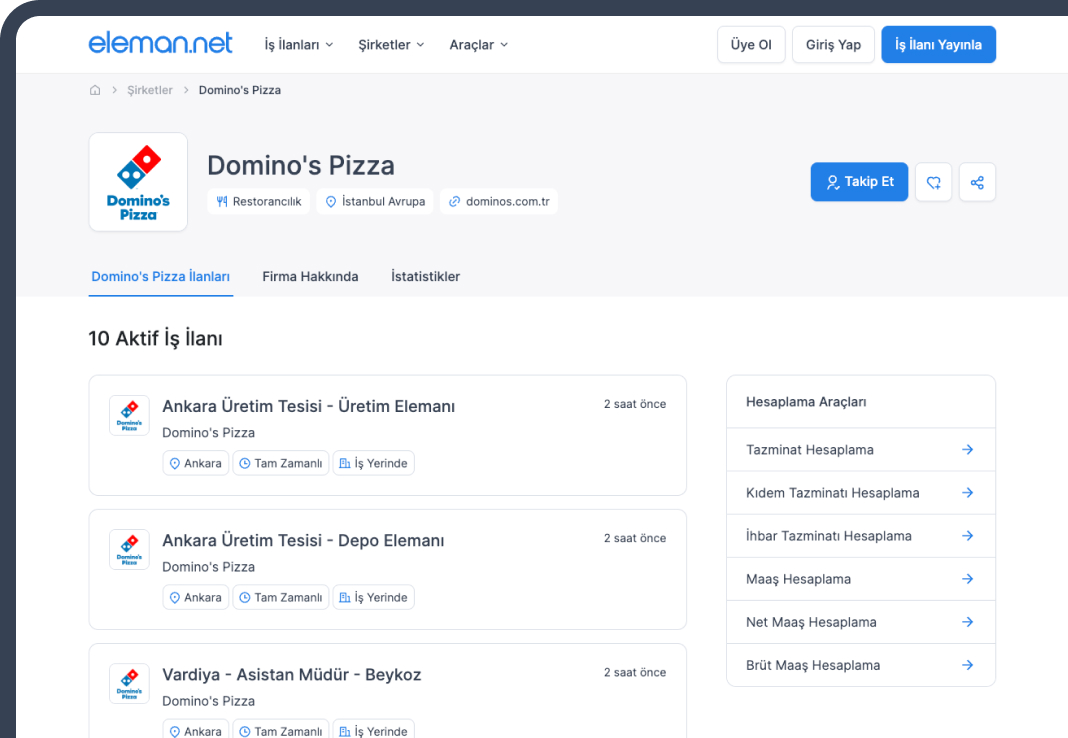 eleman.net
İş İlanları
Şirketler
Araçlar
Üye Ol
Giriş Yap
İş İlanı Yayınla
Şirketler
Domino's Pizza
Domino's
Pizza
Domino's Pizza
Restorancılık
İstanbul Avrupa
dominos.com.tr
Takip Et
Domino's Pizza İlanları
Firma Hakkında
İstatistikler
10 Aktif İş İlanı
Domino's
Pizza
Ankara Üretim Tesisi - Üretim Elemanı
2 saat önce
Domino's Pizza
Ankara
Tam Zamanlı
İş Yerinde
Domino's
Pizza
Ankara Üretim Tesisi - Depo Elemanı
2 saat önce
Domino's Pizza
Ankara
Tam Zamanlı
İş Yerinde
Domino's
Pizza
Vardiya - Asistan Müdür - Beykoz
2 saat önce
Domino's Pizza
Ankara
Tam Zamanlı
İş Yerinde
Hesaplama Araçları
Tazminat Hesaplama
Kıdem Tazminatı Hesaplama
İhbar Tazminatı Hesaplama
Maaş Hesaplama
Net Maaş Hesaplama
Brüt Maaş Hesaplama